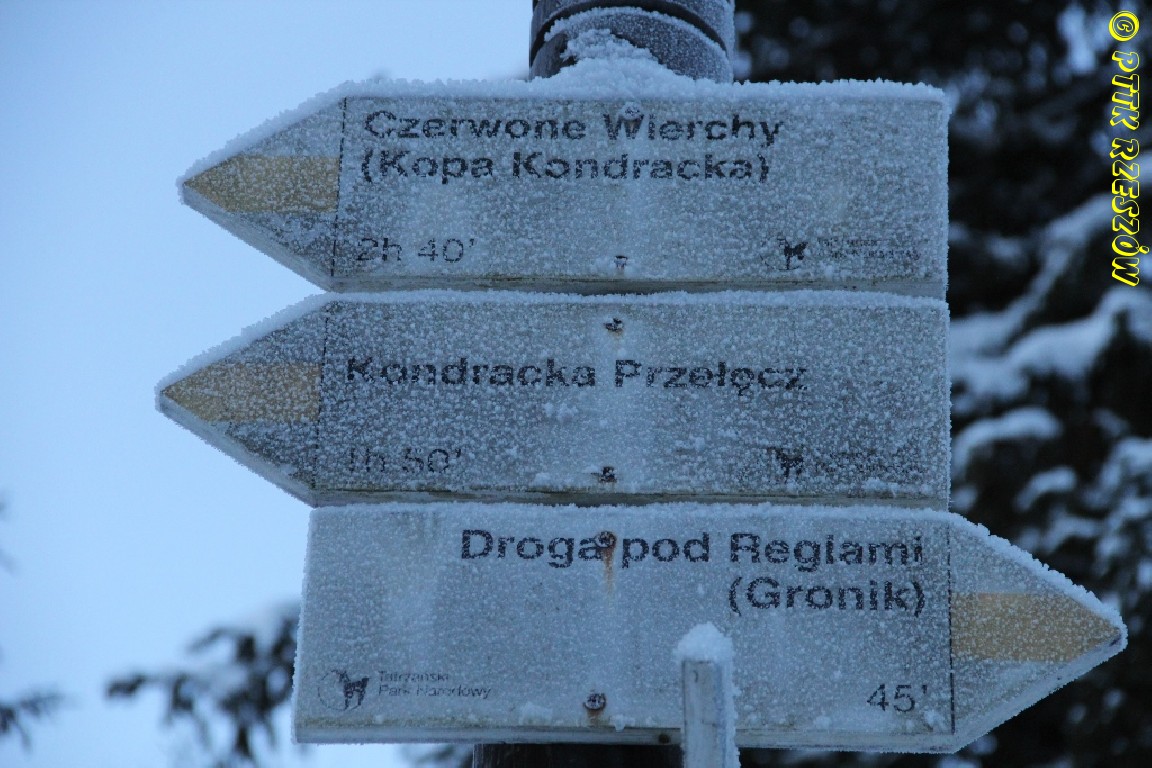 Czerwone Wierchy
(Kopa Kondracka)
2h 40'
Kondracka Przełęcz
1h 50'
Droga pod Reglami
(Gronik)
Tatrzański
Park Narodowy
45'
© PTTK RZESZÓW